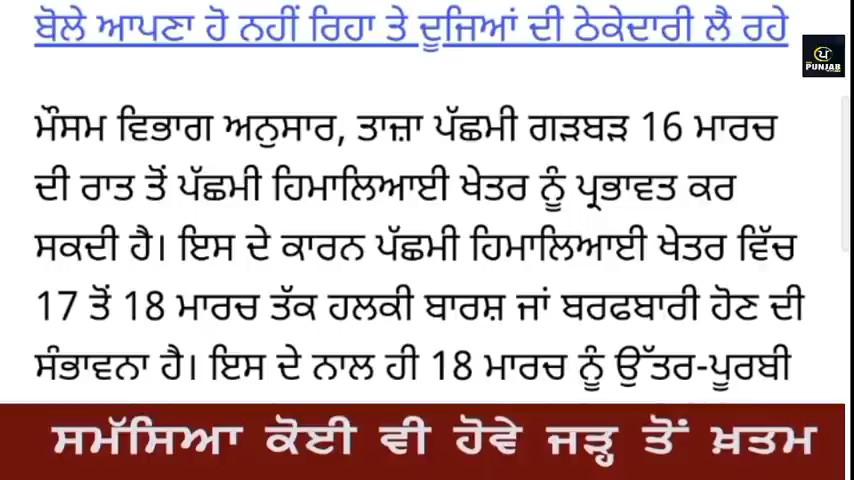 ਬੋਲੇ ਆਪਣਾ ਹੋ ਨਹੀਂ ਰਿਹਾ ਤੇ ਦੂਜਿਆਂ ਦੀ ਠੇਕੇਦਾਰੀ ਲੈ ਰਹੇ
PUNJAB
ਮੌਸਮ ਵਿਭਾਗ ਅਨੁਸਾਰ, ਤਾਜ਼ਾ ਪੱਛਮੀ ਗੜਬੜ 16 ਮਾਰਚ
ਦੀ ਰਾਤ ਤੋਂ ਪੱਛਮੀ ਹਿਮਾਲਿਆਈ ਖੇਤਰ ਨੂੰ ਪ੍ਰਭਾਵਤ ਕਰ
ਸਕਦੀ ਹੈ। ਇਸ ਦੇ ਕਾਰਨ ਪੱਛਮੀ ਹਿਮਾਲਿਆਈ ਖੇਤਰ ਵਿੱਚ
17 ਤੋਂ 18 ਮਾਰਚ ਤੱਕ ਹਲਕੀ ਬਾਰਸ਼ ਜਾਂ ਬਰਫਬਾਰੀ ਹੋਣ ਦੀ
ਸੰਭਾਵਨਾ ਹੈ। ਇਸ ਦੇ ਨਾਲ ਹੀ 18 ਮਾਰਚ ਨੂੰ ਉੱਤਰ-ਪੂਰਬੀ
ਸਮੱਸਿਆ ਕੋਈ ਵੀ ਹੋਵੇ ਜੜ੍ਹ ਤੋਂ ਖ਼ਤਮ